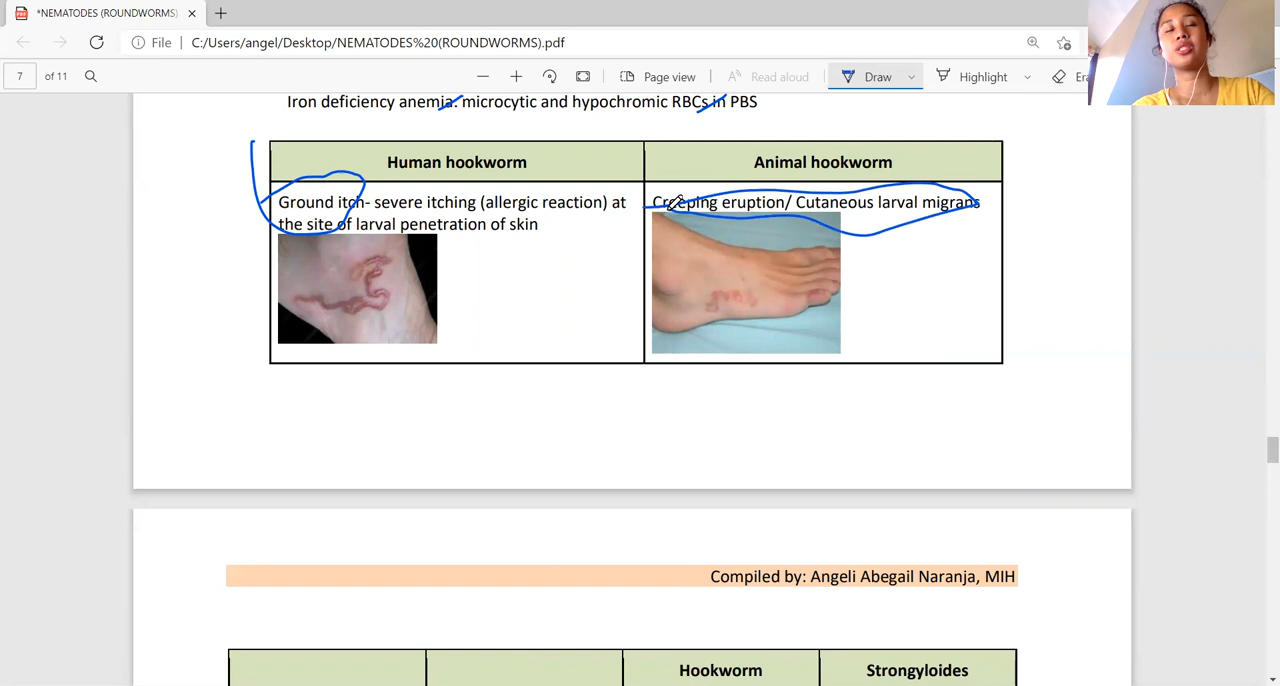 *NEMATODES (ROUNDWORMS)
File
C:/Users/angel/Desktop/NEMATODES%20(ROUNDWORMS).pdf
7 of 11
Page view
Read aloud
Draw
Highlight
Iron deficiency anemia: microcytic and hypochromic RBCs in PBS
Human hookworm
Animal hookworm
Ground itch- severe itching (allergic reaction) at
the site of larval penetration of skin
Creeping eruption/ Cutaneous larval migrans
Compiled by: Angeli Abegail Naranja, MIH
Hookworm
Strongyloides